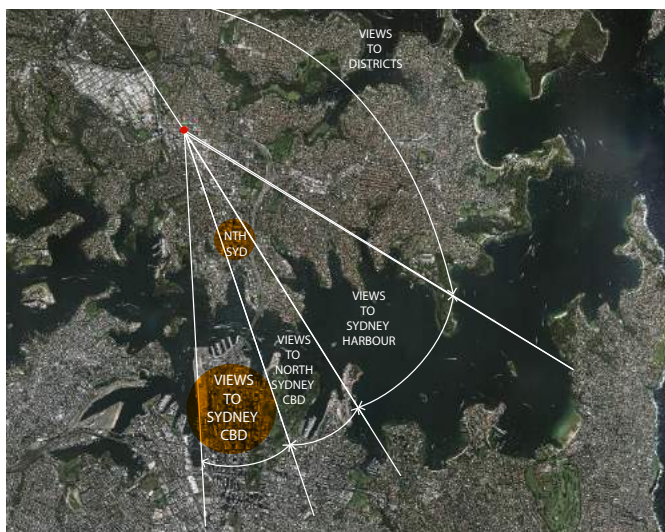 VIEWS
TO
DISTRICTS
NTH
SYD
VIEWS
TO
SYDNEY
HARBOUR
VIEWS
TO
NORTH
SYDNEY
CBD
VIEWS
TO
SYDNEY
CBD